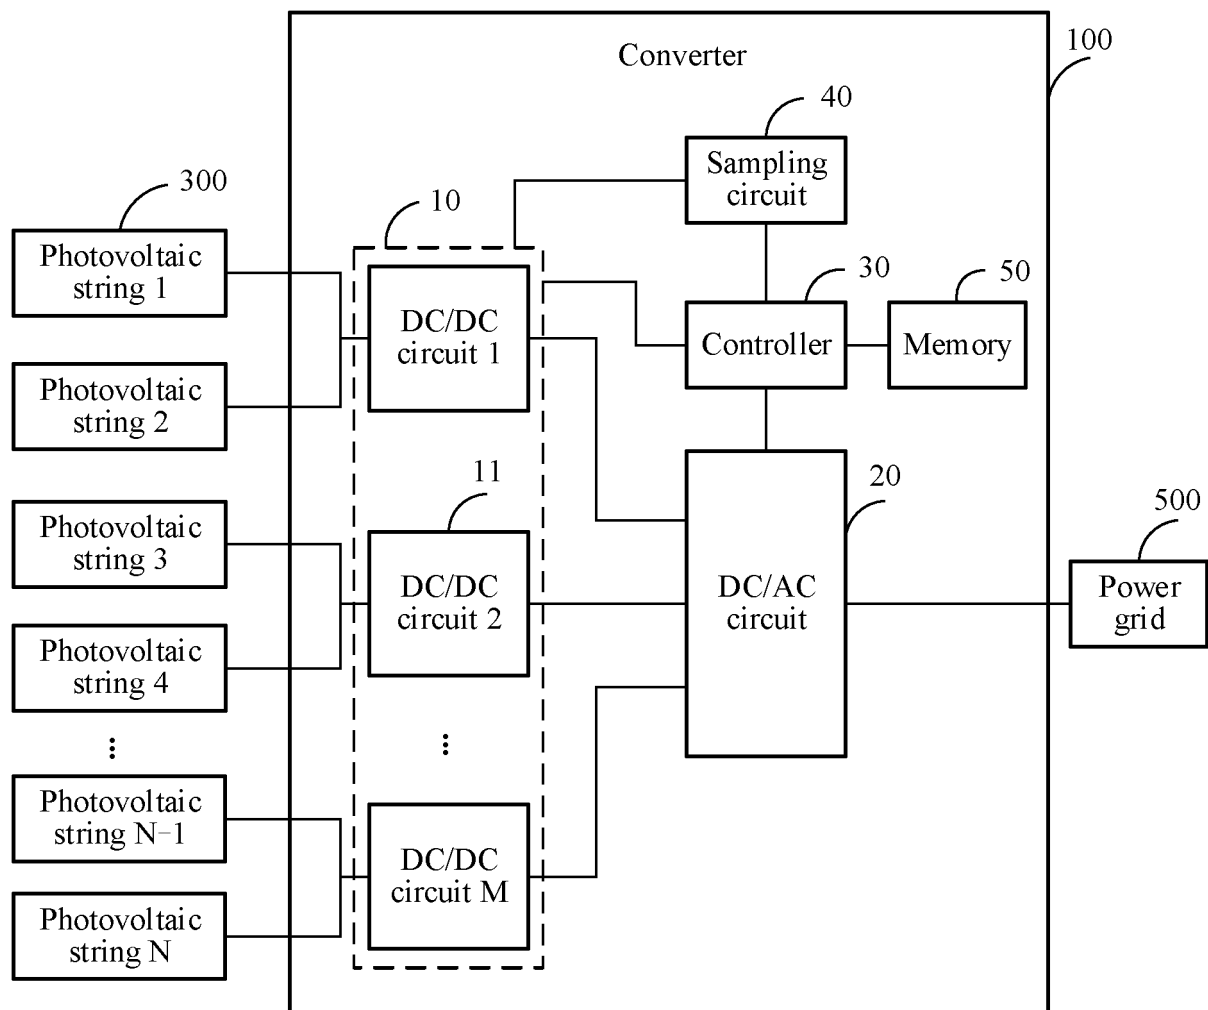 Converter
100
40
Sampling
circuit
300
10
Photovoltaic
string 1
30
50
DC/DC
circuit 1
Controller
Memory
Photovoltaic
string 2
11
20
500
Photovoltaic
string 3
DC/DC
circuit 2
DC/AC
circuit
Power
grid
Photovoltaic
string 4
Photovoltaic
string N-1
DC/DC
circuit M
Photovoltaic
string N